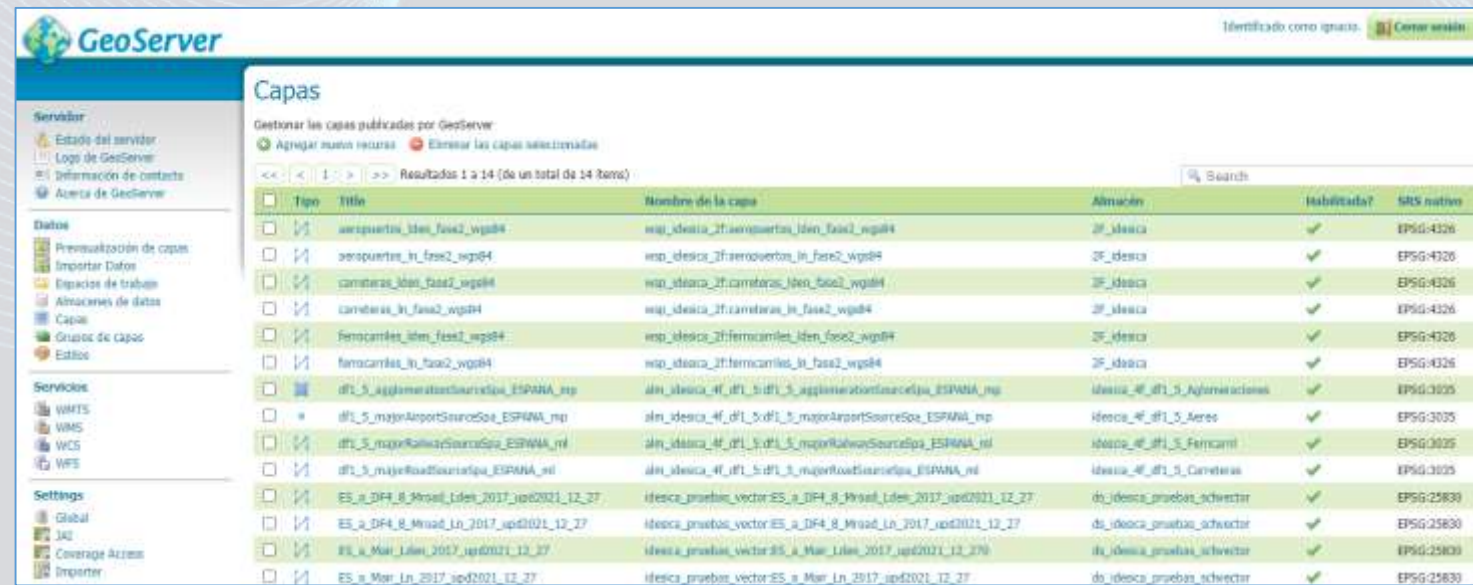 GeoServer
Identificado como ignacio.
Cerrar sesión
Servidor
Estado del servidor
Logs de GeoServer
Información de contacto
Acerca de GeoServer
Datos
Previsualización de capas
Importar Datos
Espacios de trabajo
Almacenes de datos
Capas
Grupos de capas
Estilos
Servicios
WMTS
WMS
WCS
WFS
Settings
Global
JAI
Coverage Access
Importer
Capas
Gestionar las capas publicadas por GeoServer
Agregar nuevo recurso Eliminar las capas seleccionadas
<< < 1 > >> Resultados 1 a 14 (de un total de 14 ítems)
Search
Tipo Title Nombre de la capa Almacén Habilitada? SRS nativo
aeropuertos_lden_fase2_wgs84 wsp_idesica_2f:aeropuertos_lden_fase2_wgs84 2F_idesica EPSG:4326
aeropuertos_ln_fase2_wgs84 wsp_idesica_2f:aeropuertos_ln_fase2_wgs84 2F_idesica EPSG:4326
carreteras_lden_fase2_wgs84 wsp_idesica_2f:carreteras_lden_fase2_wgs84 2F_idesica EPSG:4326
carreteras_ln_fase2_wgs84 wsp_idesica_2f:carreteras_ln_fase2_wgs84 2F_idesica EPSG:4326
ferrocarriles_lden_fase2_wgs84 wsp_idesica_2f:ferrocarriles_lden_fase2_wgs84 2F_idesica EPSG:4326
ferrocarriles_ln_fase2_wgs84 wsp_idesica_2f:ferrocarriles_ln_fase2_wgs84 2F_idesica EPSG:4326
df1_5_agglomerationSourceSpa_ESPANA_mp alm_idesica_4f_df1_5:df1_5_agglomerationSourceSpa_ESPANA_mp idesica_4f_df1_5_Aglomeraciones EPSG:3035
df1_5_majorAirportSourceSpa_ESPANA_mp alm_idesica_4f_df1_5:df1_5_majorAirportSourceSpa_ESPANA_mp idesica_4f_df1_5_Aereo EPSG:3035
df1_5_majorRailwaySourceSpa_ESPANA_ml alm_idesica_4f_df1_5:df1_5_majorRailwaySourceSpa_ESPANA_ml idesica_4f_df1_5_Ferrcarril EPSG:3035
df1_5_majorRoadSourceSpa_ESPANA_ml alm_idesica_4f_df1_5:df1_5_majorRoadSourceSpa_ESPANA_ml idesica_4f_df1_5_Carreteras EPSG:3035
ES_a_DF4_8_Mroad_Lden_2017_upd2021_12_27 idesica_pruebas_vector:ES_a_DF4_8_Mroad_Lden_2017_upd2021_12_27 ds_idesica_pruebas_schvector EPSG:25830
ES_a_DF4_8_Mroad_Ln_2017_upd2021_12_27 idesica_pruebas_vector:ES_a_DF4_8_Mroad_Ln_2017_upd2021_12_27 ds_idesica_pruebas_schvector EPSG:25830
ES_a_Mair_Lden_2017_upd2021_12_27 idesica_pruebas_vector:ES_a_Mair_Lden_2017_upd2021_12_270 ds_idesica_pruebas_schvector EPSG:25830
ES_a_Mair_Ln_2017_upd2021_12_27 idesica_pruebas_vector:ES_a_Mair_Ln_2017_upd2021_12_27 ds_idesica_pruebas_schvector EPSG:25830